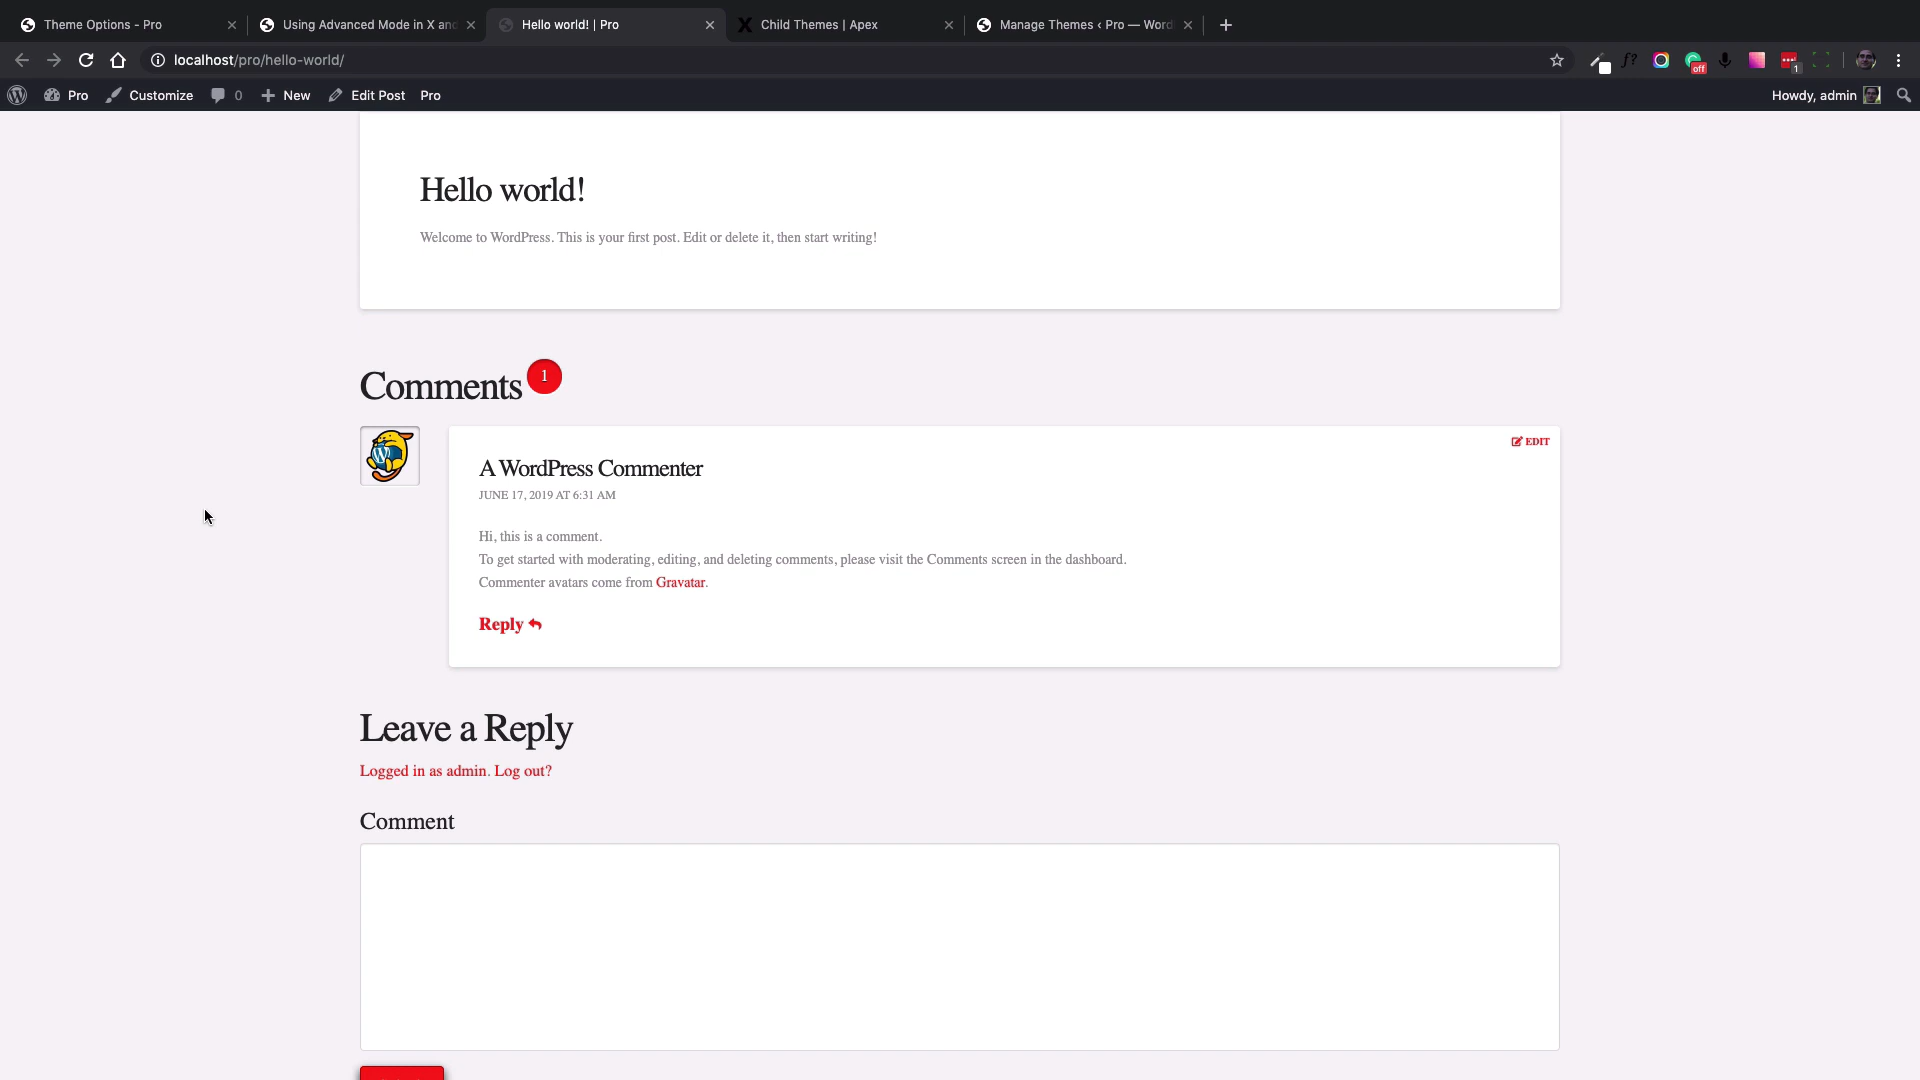 Theme Options - Pro
Using Advanced Mode in X and
Hello world! | Pro
Child Themes | Apex
Manage Themes ‹ Pro — Word
localhost/pro/hello-world/
f?
off
1
Pro
Customize
0
New
Edit Post
Pro
Howdy, admin
Hello world!
Welcome to WordPress. This is your first post. Edit or delete it, then start writing!
Comments 1
EDIT
A WordPress Commenter
JUNE 17, 2019 AT 6:31 AM
Hi, this is a comment.
To get started with moderating, editing, and deleting comments, please visit the Comments screen in the dashboard.
Commenter avatars come from Gravatar.
Reply
Leave a Reply
Logged in as admin. Log out?
Comment